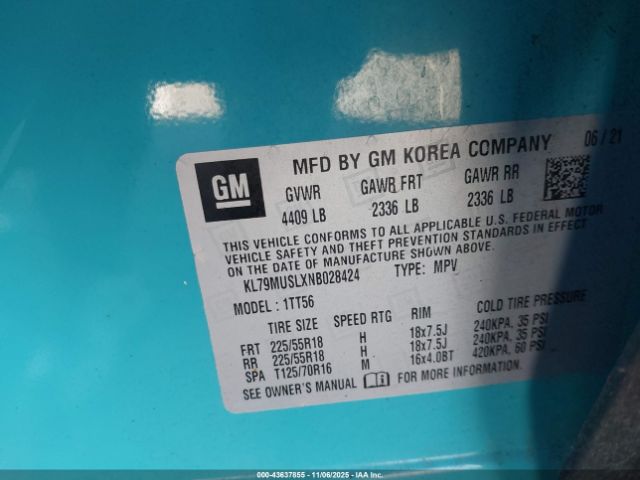 GM
MFD BY GM KOREA COMPANY 06/21
GVWR GAWR FRT GAWR RR
4409 LB 2336 LB 2336 LB
THIS VEHICLE CONFORMS TO ALL APPLICABLE U.S. FEDERAL MOTOR
VEHICLE SAFETY AND THEFT PREVENTION STANDARDS IN EFFECT
ON THE DATE OF MANUFACTURE SHOWN ABOVE.
KL79MUSLXNB028424 TYPE: MPV
MODEL: 1TT56
TIRE SIZE SPEED RTG RIM COLD TIRE PRESSURE
FRT 225/55R18 H 18x7.5J 240KPA, 35 PSI
RR 225/55R18 H 18x7.5J 240KPA, 35 PSI
SPA T125/70R16 M 16x4.0BT 420KPA, 60 PSI
SEE OWNER'S MANUAL FOR MORE INFORMATION.
000-43637855 - 11/06/2025 - IAAI.COM